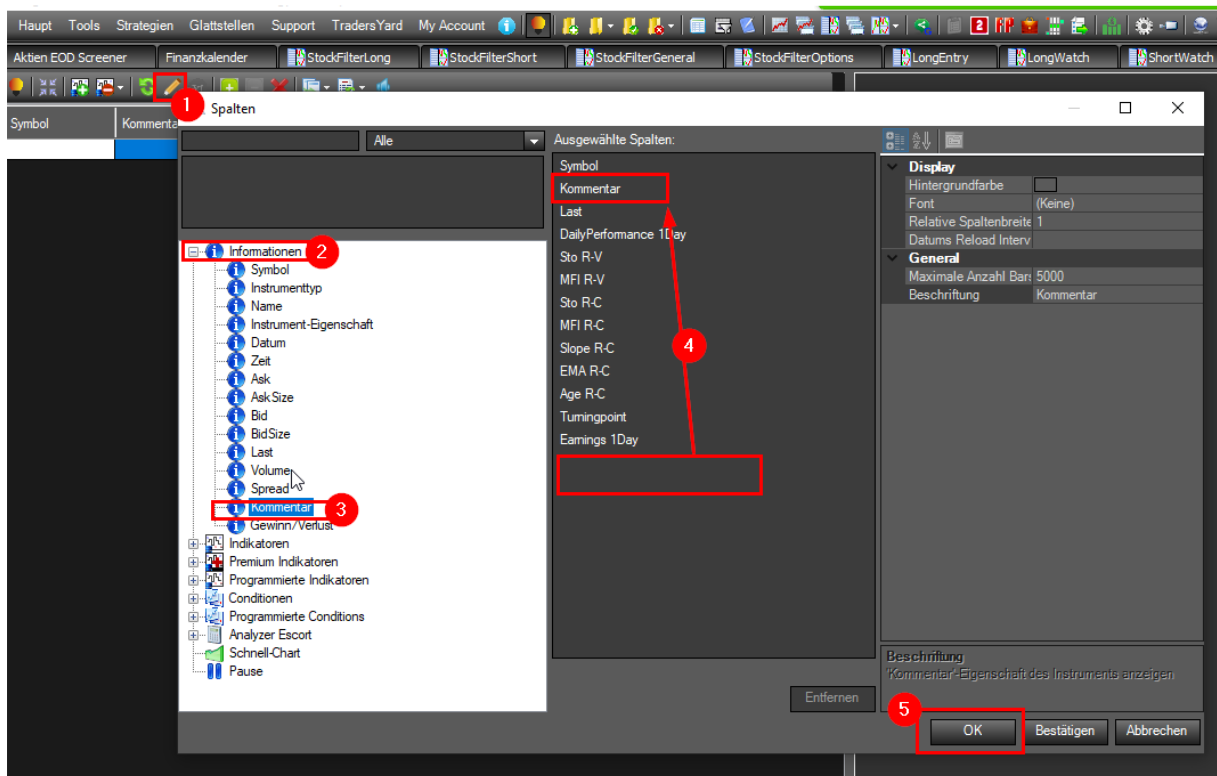 Haupt Tools Strategien Glattstellen Support TradersYard My Account
2
Aktien EOD Screener Finanzkalender StockFilterLong StockFilterShort StockFilterGeneral StockFilterOptions LongEntry LongWatch ShortWatch
1
Spalten
Symbol Kommenta
Alle
Ausgewählte Spalten:
Symbol
Kommentar
Last
DailyPerformance 1Day
Sto R-V
MFI R-V
Sto R-C
MFI R-C
Slope R-C
EMA R-C
Age R-C
Turningpoint
Earnings 1Day
4
Informationen
2
Symbol
Instrumenttyp
Name
Instrument-Eigenschaft
Datum
Zeit
Ask
AskSize
Bid
BidSize
Last
Volume
Spread
Kommentar
3
Gewinn/Verlust
Indikatoren
Premium Indikatoren
Programmierte Indikatoren
Conditionen
Programmierte Conditions
Analyzer Escort
Schnell-Chart
Pause
Display
Hintergrundfarbe
Font (Keine)
Relative Spaltenbreite 1
Datums Reload Interv
General
Maximale Anzahl Bars 5000
Beschriftung Kommentar
Beschriftung
'Kommentar'-Eigenschaft des Instruments anzeigen
Entfernen
5
OK Bestätigen Abbrechen